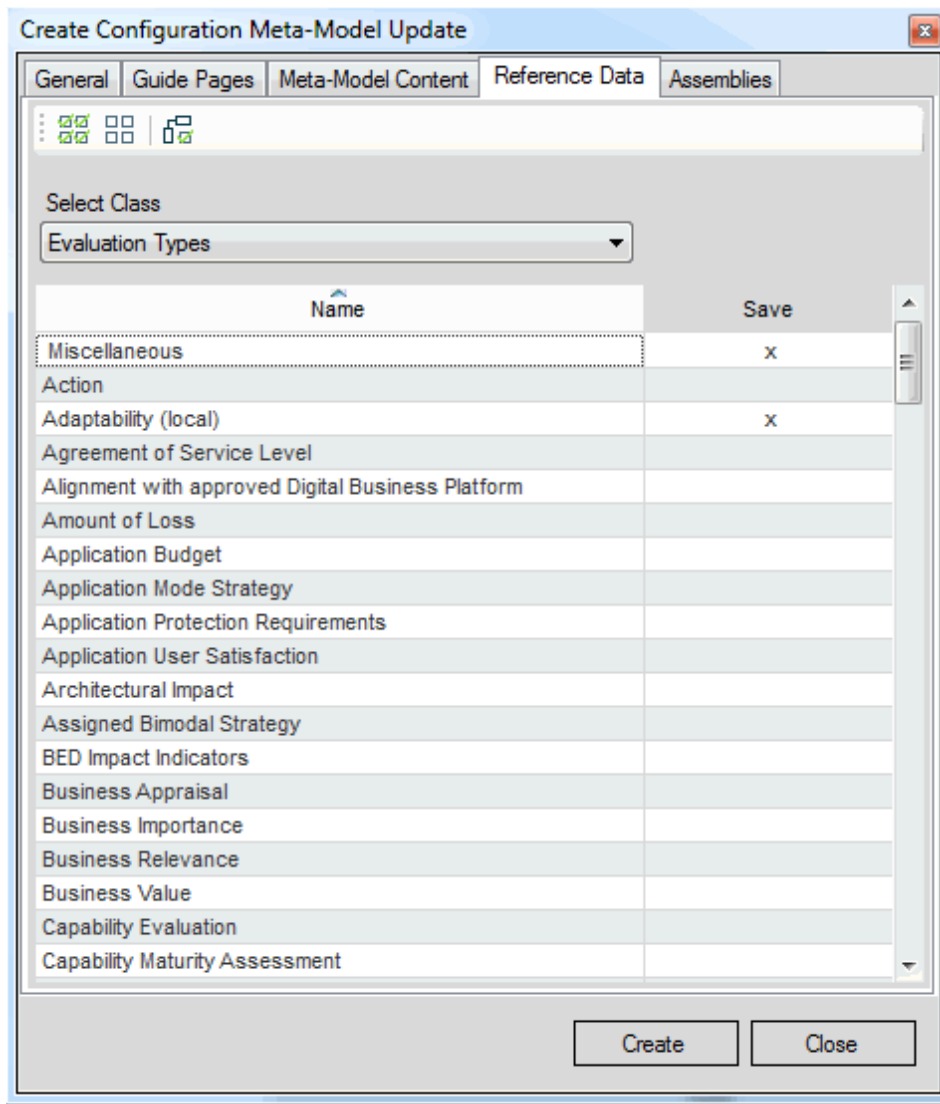 Create Configuration Meta-Model Update
General Guide Pages Meta-Model Content Reference Data Assemblies
Select Class
Evaluation Types
Name Save
Miscellaneous x
Action
Adaptability (local) x
Agreement of Service Level
Alignment with approved Digital Business Platform
Amount of Loss
Application Budget
Application Mode Strategy
Application Protection Requirements
Application User Satisfaction
Architectural Impact
Assigned Bimodal Strategy
BED Impact Indicators
Business Appraisal
Business Importance
Business Relevance
Business Value
Capability Evaluation
Capability Maturity Assessment
Create Close